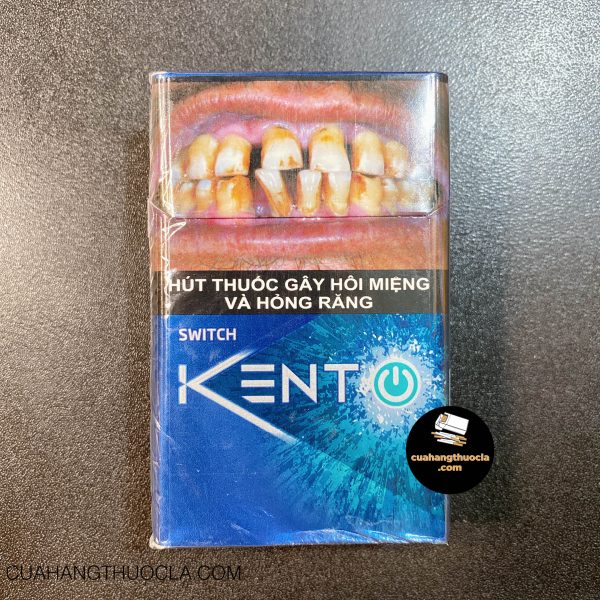 HÚT THUỐC GÂY HÔI MIỆNG
VÀ HỎNG RĂNG
SWITCH
KENT
cuahangthuocla
.com
CUAHANGTHUOCLA COM